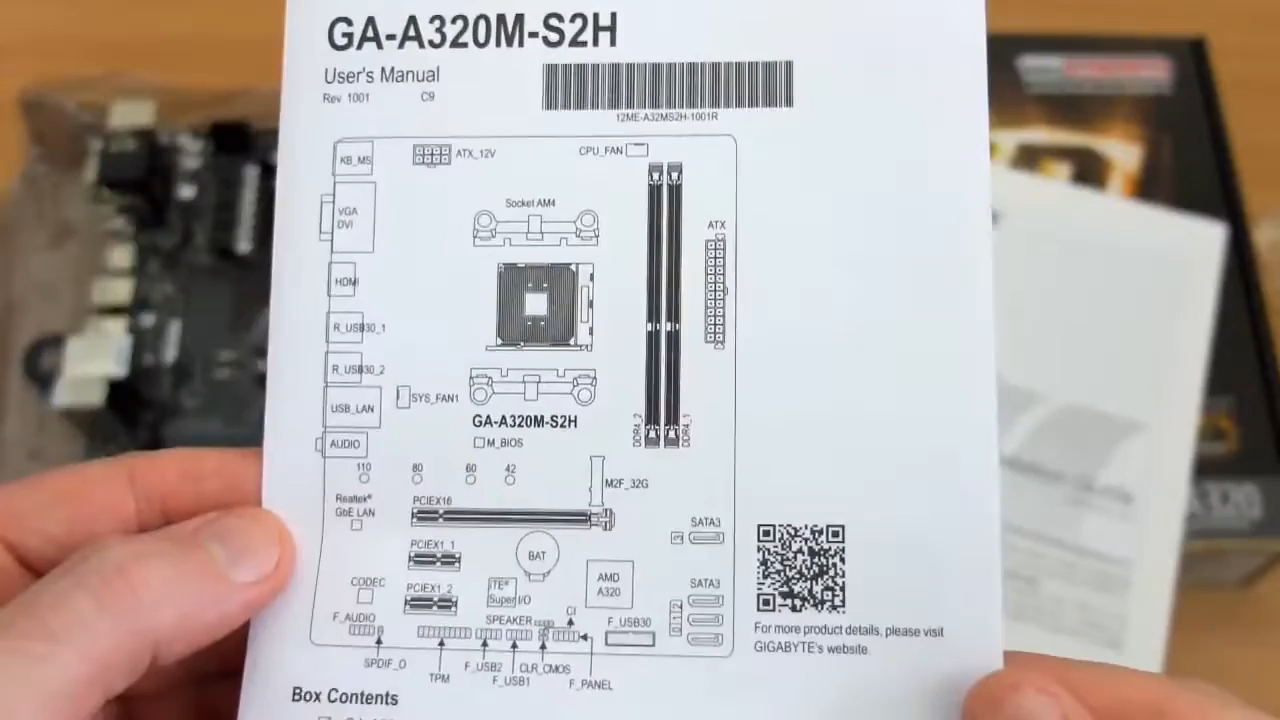 GA-A320M-S2H
User's Manual
Rev. 1001 C9
12ME-A32MS2H-1001R
KB_MS
ATX_12V
CPU_FAN
VGA
DVI
Socket AM4
ATX
HDMI
R_USB30_1
R_USB30_2
USB_LAN
SYS_FAN1
AUDIO
GA-A320M-S2H
M_BIOS
DDR4_2
DDR4_1
110 80 60 42
M2F_32G
Realtek®
GbE LAN
PCIEX16
SATA3
3
PCIEX1_1
BAT
AMD
A320
CODEC
PCIEX1_2
iTE®
Super I/O
SATA3
0 1 2
F_AUDIO
SPEAKER
CI
F_USB30
SPDIF_O
TPM
F_USB2
F_USB1
CLR_CMOS
F_PANEL
For more product details, please visit
GIGABYTE's website.
Box Contents
A320